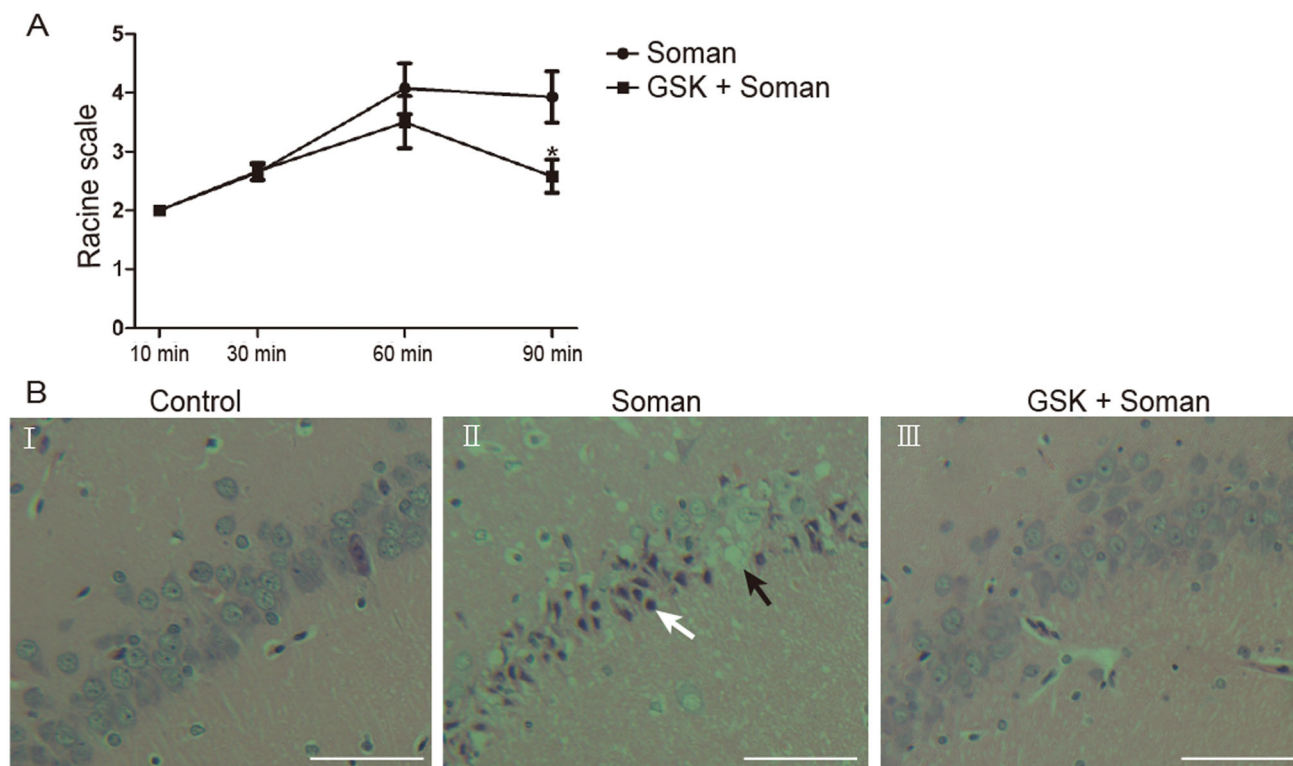 A
5
4
3
2
1
0
Racine scale
10 min 30 min 60 min 90 min
*
Soman
GSK + Soman
B
Control Soman GSK + Soman
Ⅰ Ⅱ Ⅲ